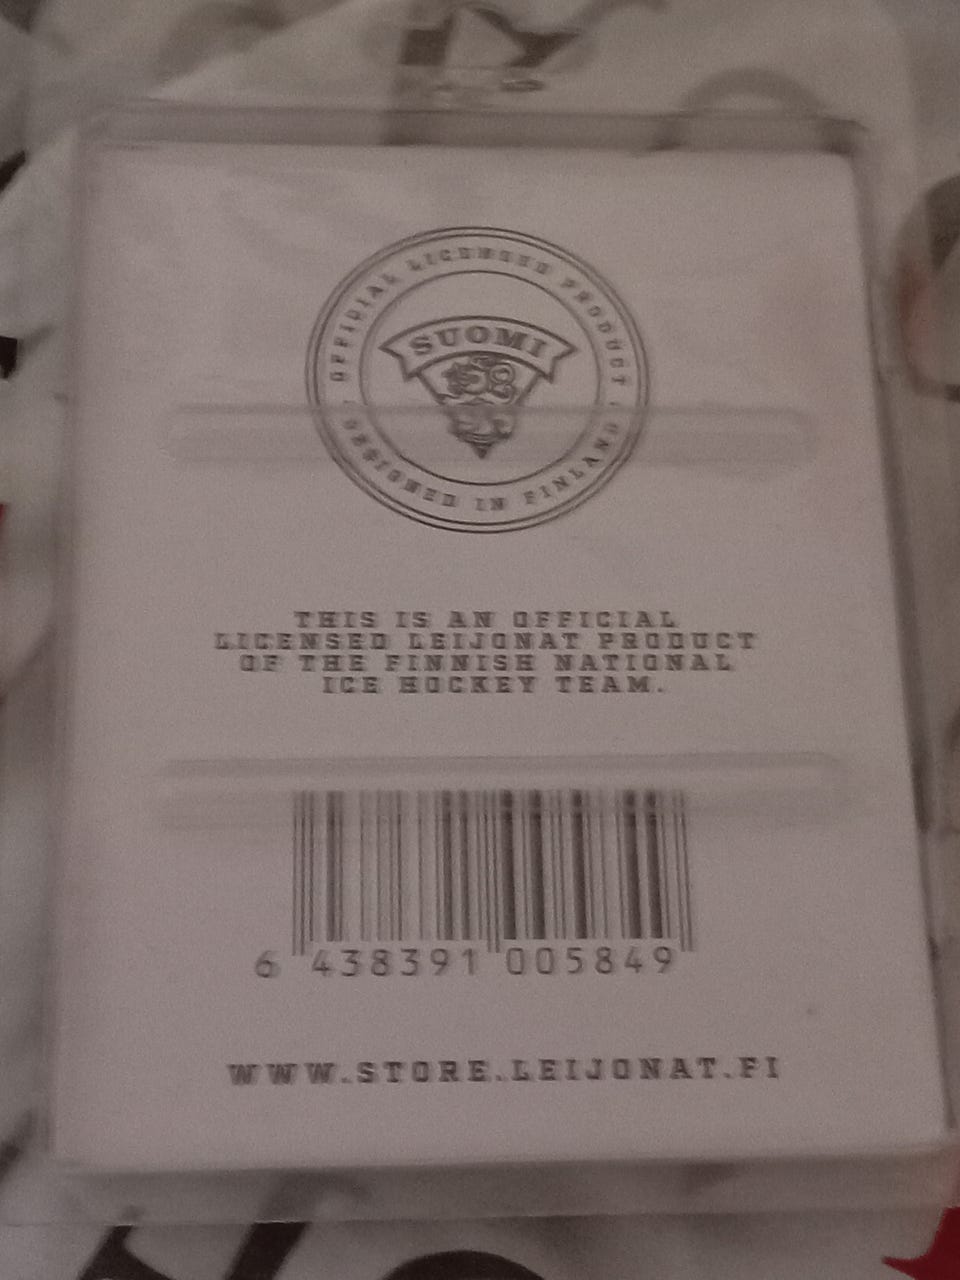 OFFICIAL LICENSED PRODUCT
SUOMI
DESIGNED IN FINLAND
THIS IS AN OFFICIAL
LICENSED LEIJONAT PRODUCT
OF THE FINNISH NATIONAL
ICE HOCKEY TEAM.
6 438391 005849
WWW.STORE.LEIJONAT.FI